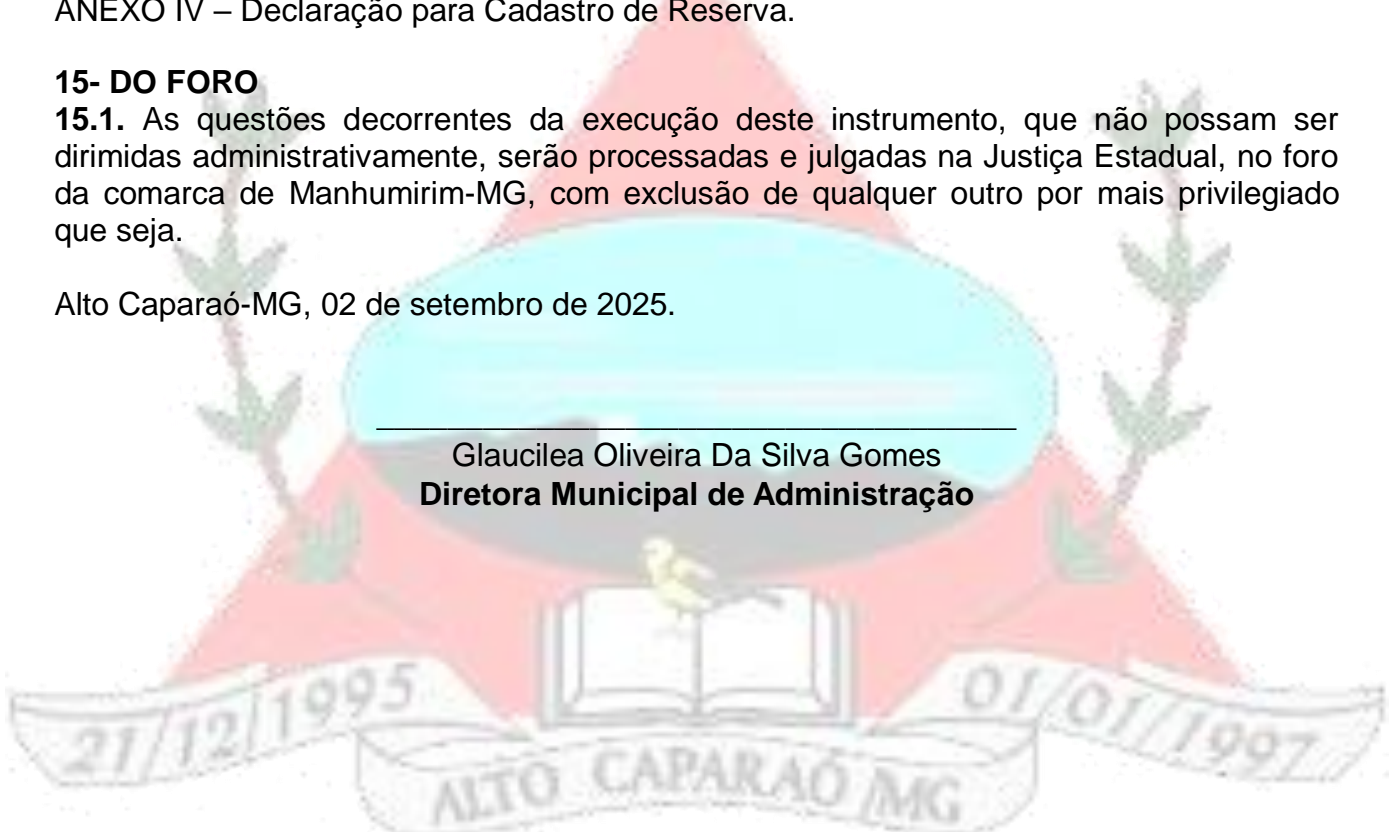 ANEXO IV – Declaração para Cadastro de Reserva.
15- DO FORO
15.1. As questões decorrentes da execução deste instrumento, que não possam ser
dirimidas administrativamente, serão processadas e julgadas na Justiça Estadual, no foro
da comarca de Manhumirim-MG, com exclusão de qualquer outro por mais privilegiado
que seja.
Alto Caparaó-MG, 02 de setembro de 2025.
Glaucilea Oliveira Da Silva Gomes
Diretora Municipal de Administração
21/12/1995
01/01/1997
ALTO CAPARAÓ MG